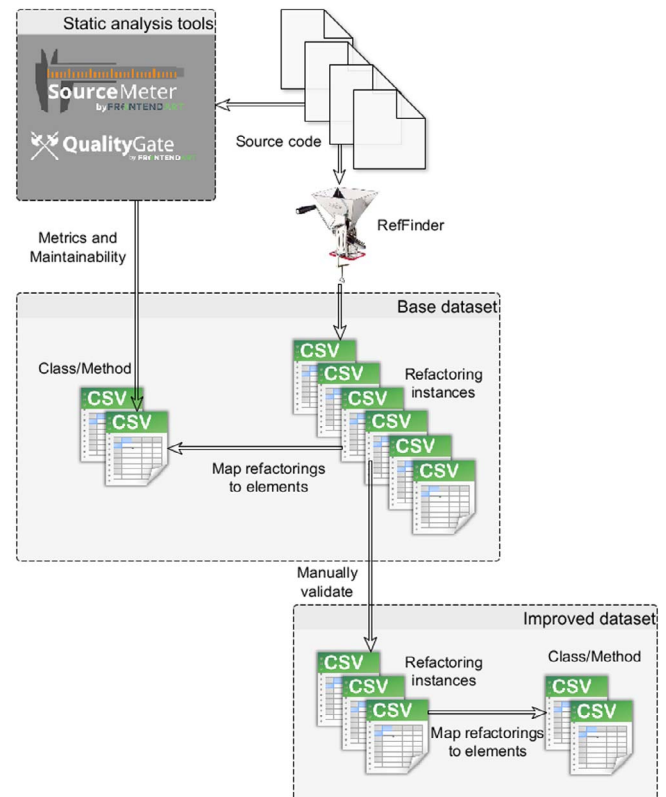 Static analysis tools
SourceMeter
by FRONTENDART
QualityGate
by FRONTENDART
Source code
RefFinder
Metrics and
Maintainability
Base dataset
CSV
CSV
CSV
CSV
CSV
CSV
Refactoring
instances
Class/Method
CSV
CSV
Map refactorings
to elements
Manually
validate
Improved dataset
CSV
CSV
CSV
Refactoring
instances
Class/Method
CSV
CSV
Map refactorings
to elements